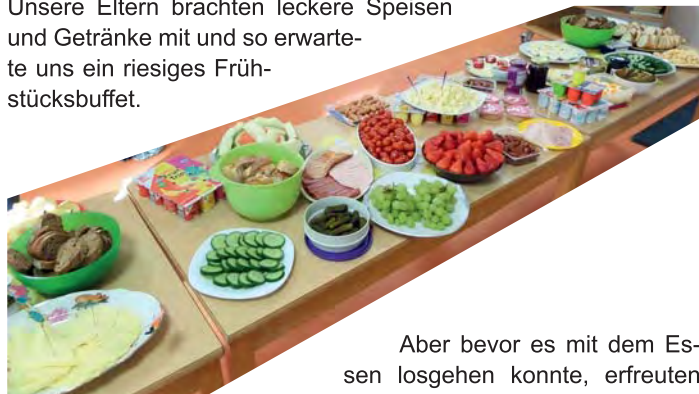 Unsere Eltern brachten leckere Speisen
und Getränke mit und so erwarte-
te uns ein riesiges Früh-
stücksbuffet.
Aber bevor es mit dem Es-
sen losgehen konnte, erfreuten